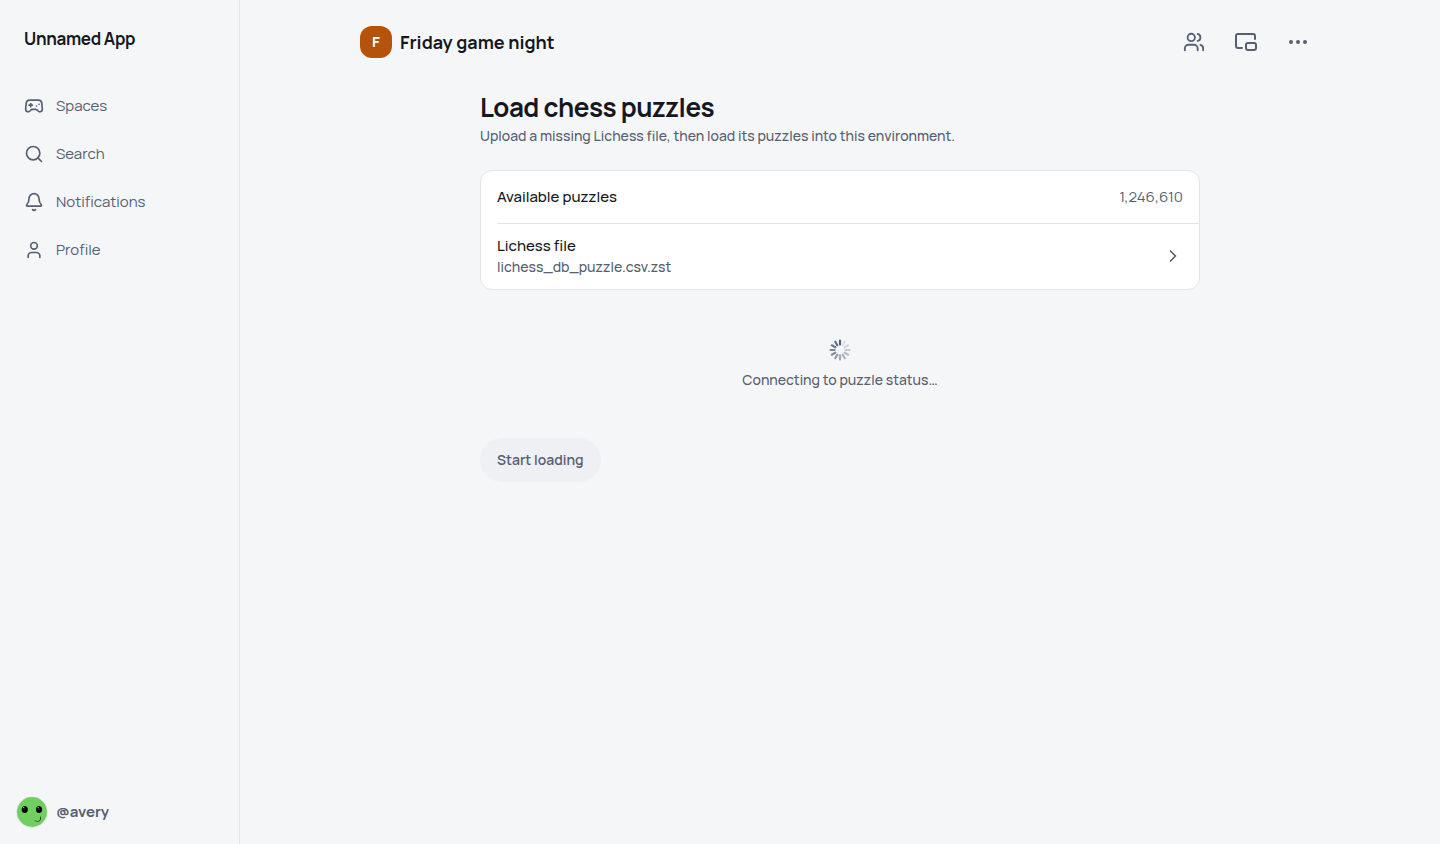 Unnamed App
Spaces
Search
Notifications
Profile
@avery
F
Friday game night
Load chess puzzles
Upload a missing Lichess file, then load its puzzles into this environment.
Available puzzles
1,246,610
Lichess file
lichess_db_puzzle.csv.zst
Connecting to puzzle status…
Start loading